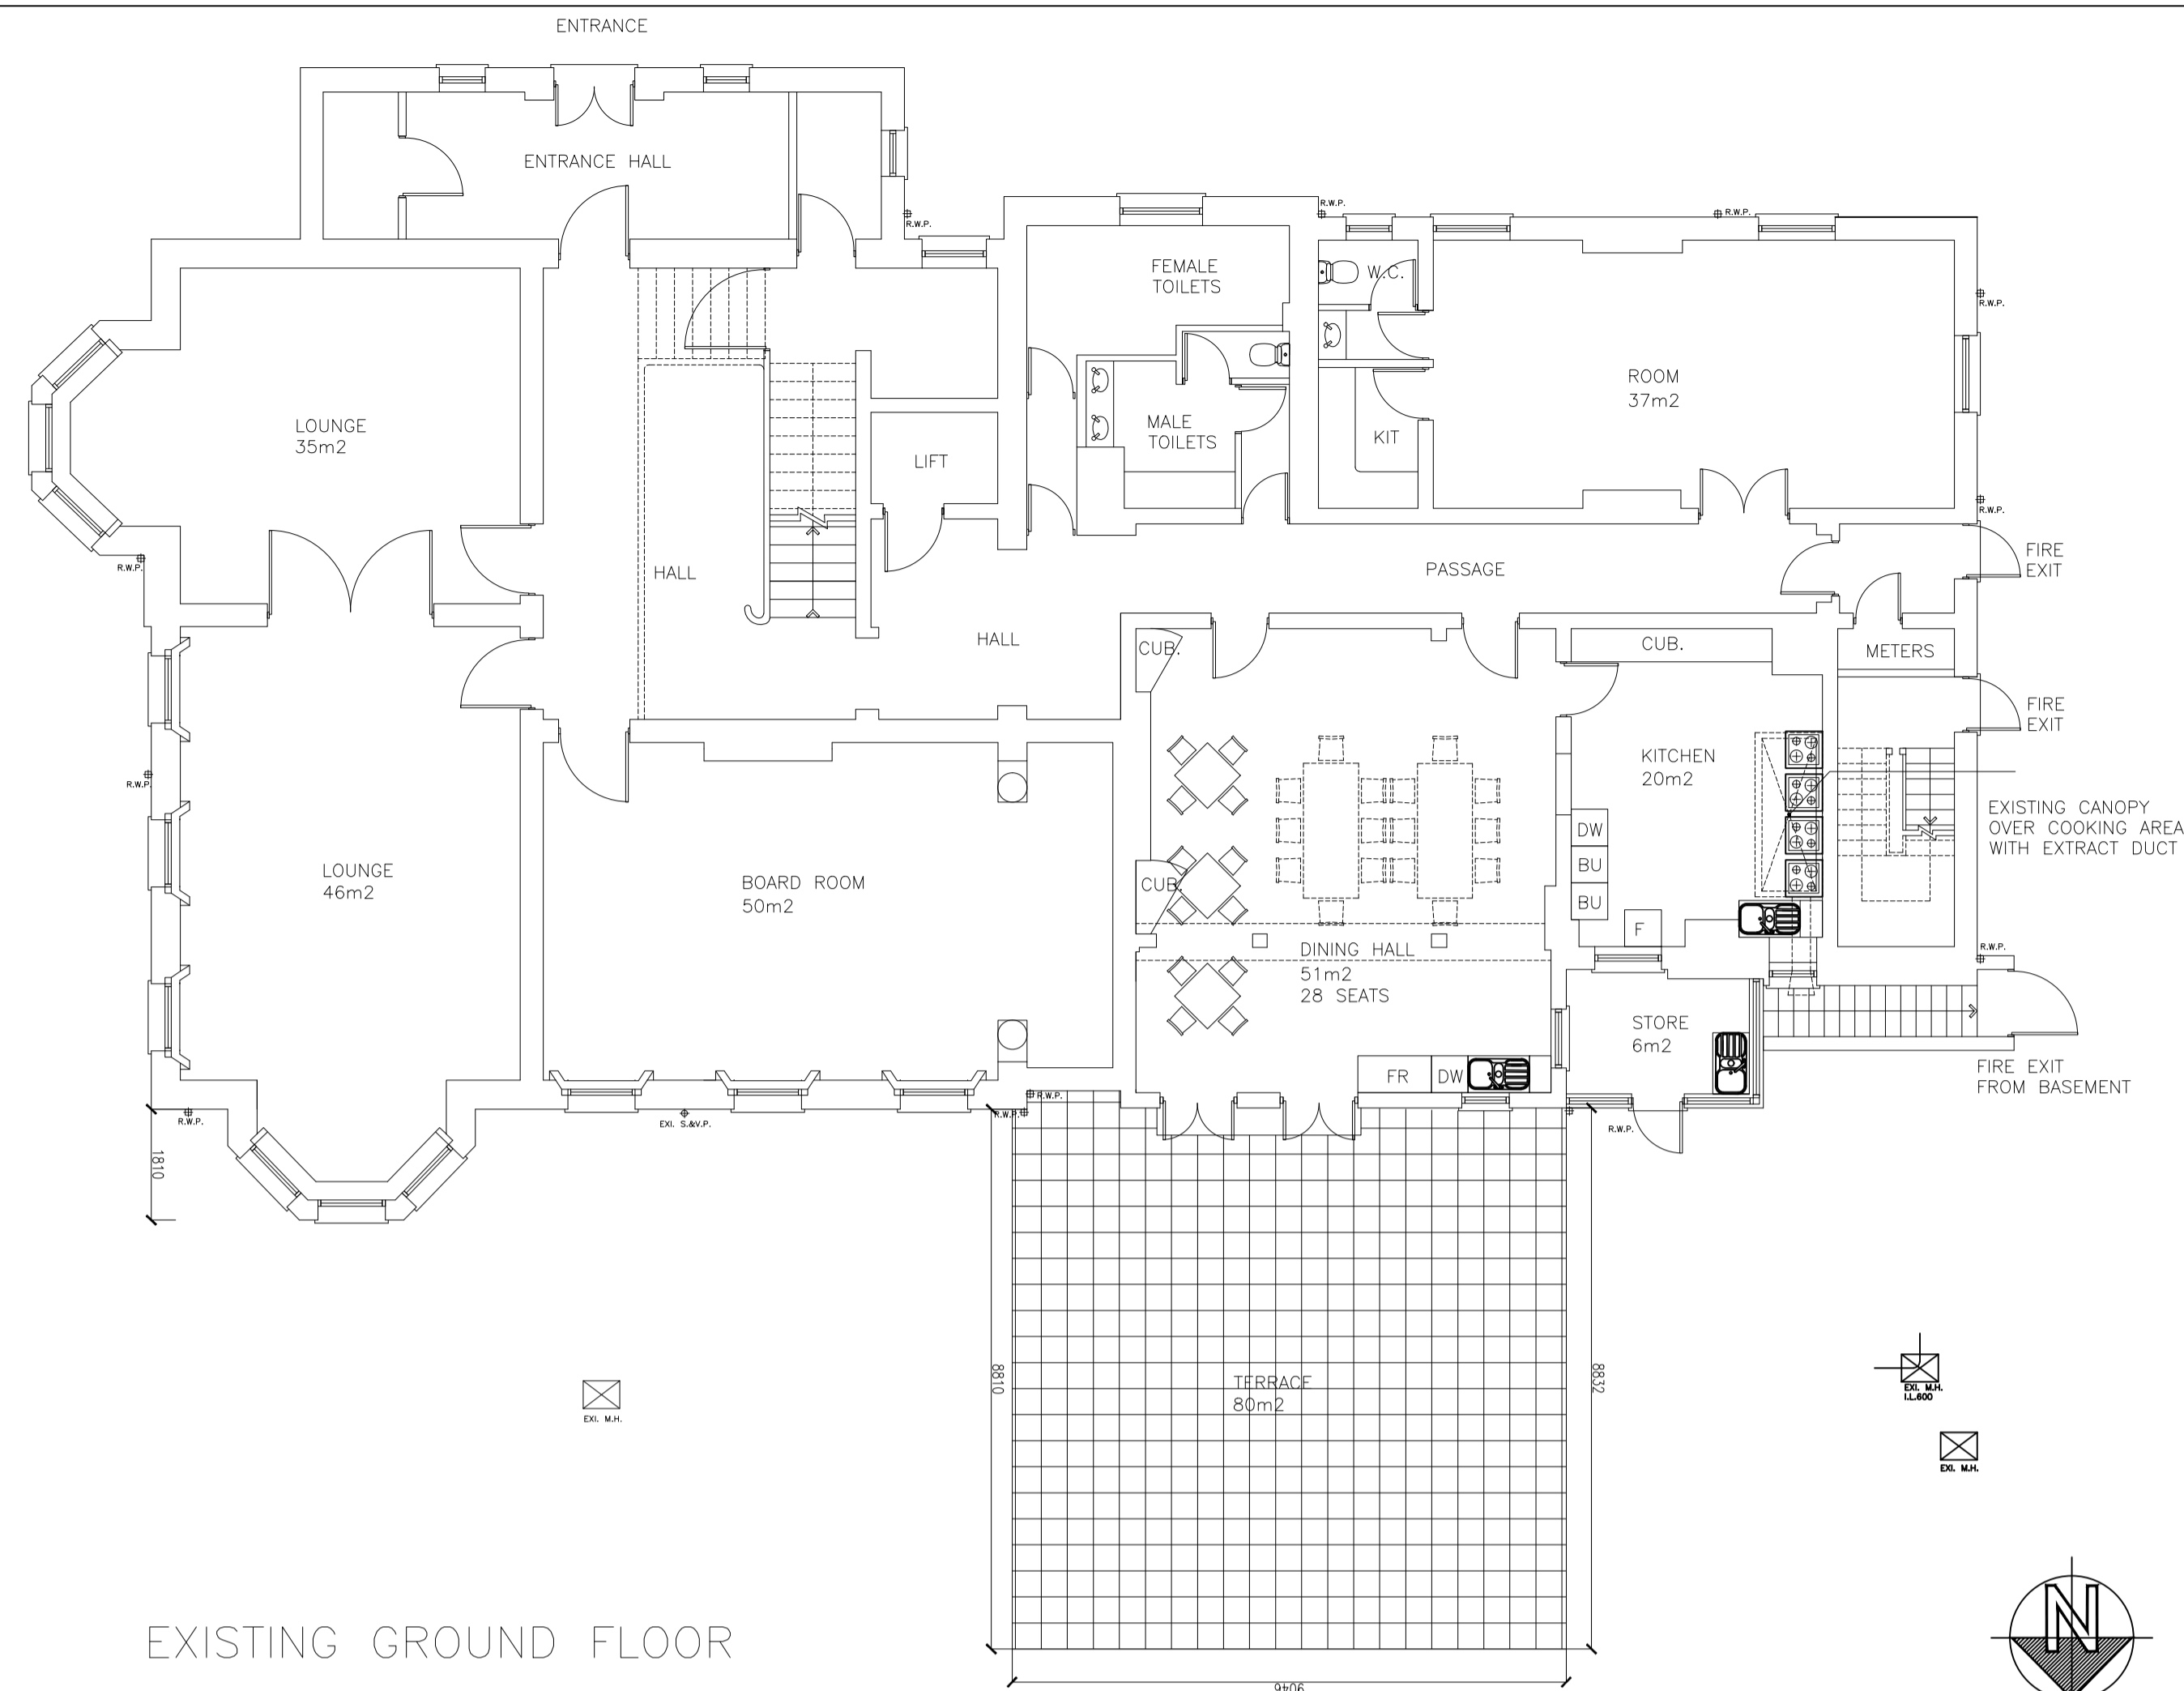 ENTRANCE
ENTRANCE HALL
R.W.P.
R.W.P.
R.W.P.
FEMALE
TOILETS
W.C.
R.W.P.
ROOM
37m2
LOUNGE
35m2
MALE
TOILETS
KIT
LIFT
R.W.P.
FIRE
EXIT
R.W.P.
HALL
PASSAGE
HALL
CUB.
CUB.
METERS
FIRE
EXIT
KITCHEN
20m2
R.W.P.
EXISTING CANOPY
OVER COOKING AREA
WITH EXTRACT DUCT
DW
BU
BU
LOUNGE
46m2
BOARD ROOM
50m2
CUB.
F
DINING HALL
51m2
28 SEATS
R.W.P.
STORE
6m2
FR
DW
FIRE EXIT
FROM BASEMENT
R.W.P.
R.W.P.
R.W.P.
EXI. S.&V.P.
R.W.P.
1810
8810
8832
TERRACE
80m2
EXI. M.H.
EXI. M.H.
I.L.600
EXI. M.H.
EXISTING GROUND FLOOR
N
9046